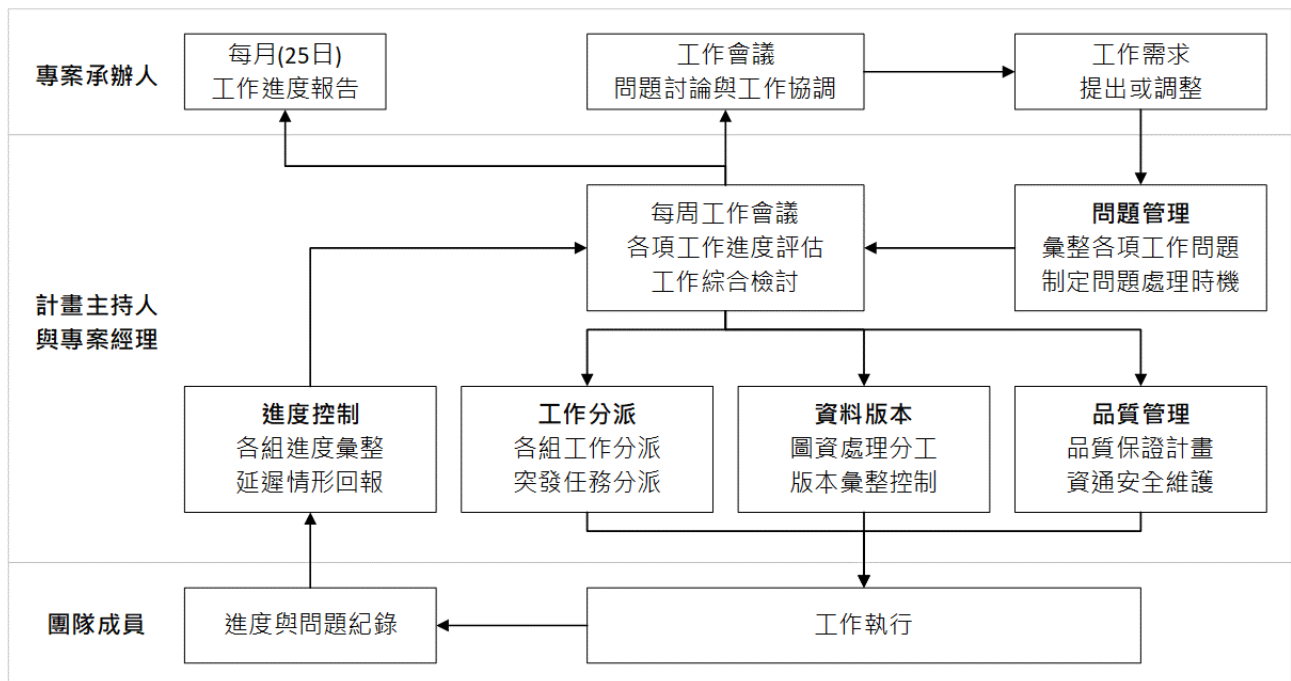 專案承辦人
每月(25日)
工作進度報告
工作會議
問題討論與工作協調
工作需求
提出或調整
計畫主持人
與專案經理
每周工作會議
各項工作進度評估
工作綜合檢討
問題管理
彙整各項工作問題
制定問題處理時機
進度控制
各組進度彙整
延遲情形回報
工作分派
各組工作分派
突發任務分派
資料版本
圖資處理分工
版本彙整控制
品質管理
品質保證計畫
資通安全維護
團隊成員
進度與問題紀錄
工作執行